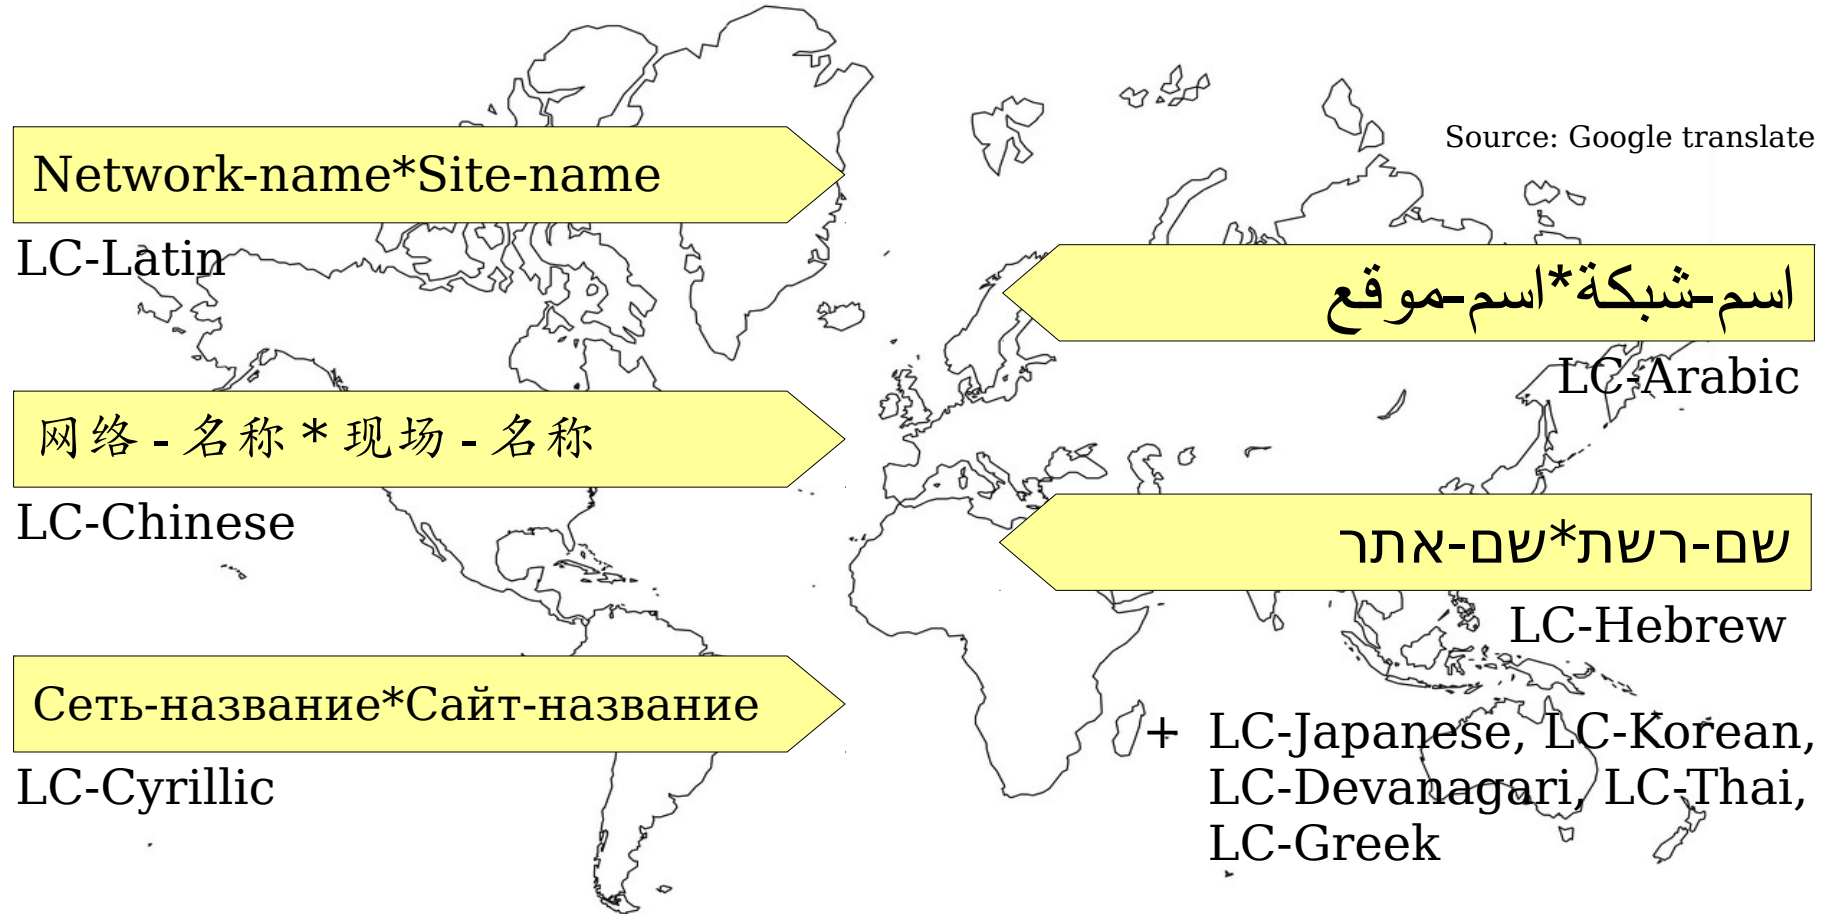 Source: Google translate
Network-name*Site-name
LC-Latin
اسم-شبكة*اسم-موقع
LC-Arabic
网络-名称*现场-名称
LC-Chinese
שם-רשת*שם-אתר
LC-Hebrew
Сеть-название*Сайт-название
LC-Cyrillic
+ LC-Japanese, LC-Korean,
LC-Devanagari, LC-Thai,
LC-Greek